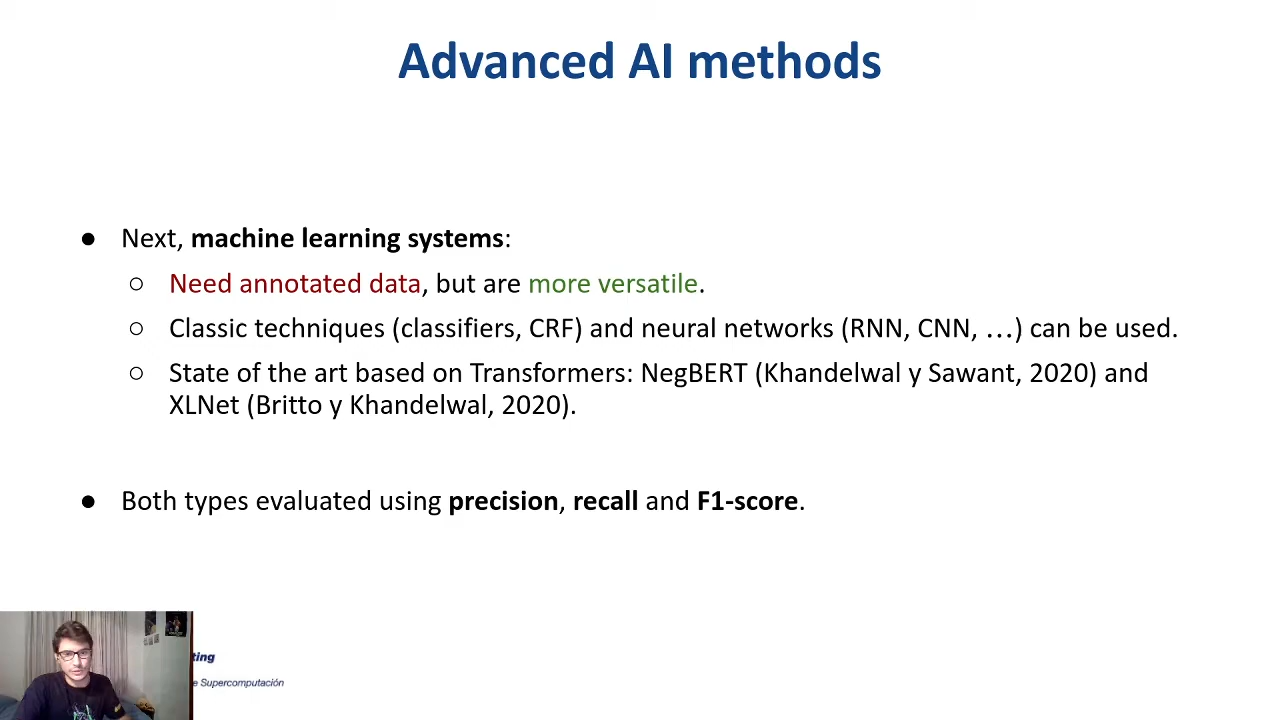 Advanced AI methods
● Next, machine learning systems:
○ Need annotated data, but are more versatile.
○ Classic techniques (classifiers, CRF) and neural networks (RNN, CNN, …) can be used.
○ State of the art based on Transformers: NegBERT (Khandelwal y Sawant, 2020) and
XLNet (Britto y Khandelwal, 2020).
● Both types evaluated using precision, recall and F1-score.
ting
e Supercomputación